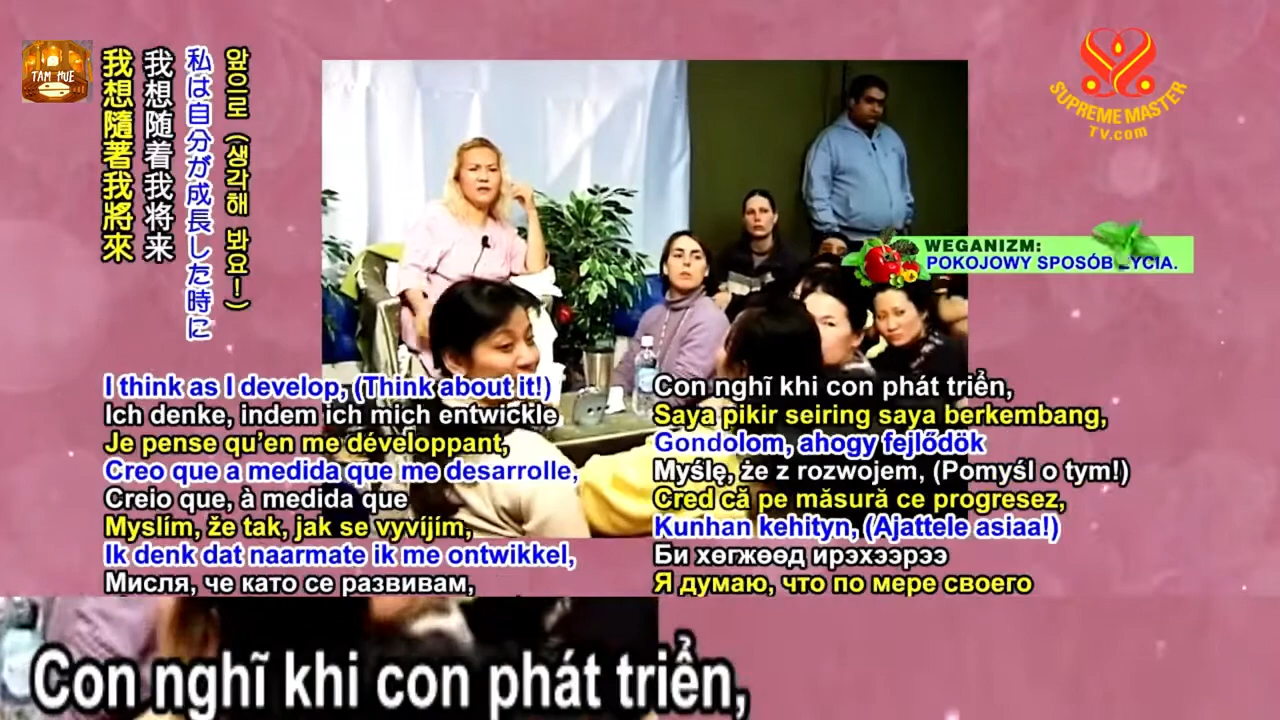 TAM HUE
我想隨著我將來
我想随着我将来
私は自分が成長した時に
앞으로 (생각해 봐요!)
SUPREME MASTER
TV.com
WEGANIZM:
POKOJOWY SPOSÓB ŻYCIA.
I think as I develop, (Think about it!)
Ich denke, indem ich mich entwickle
Je pense qu'en me développant,
Creo que a medida que me desarrolle,
Creio que, à medida que
Myslím, že tak, jak se vyvíjím,
Ik denk dat naarmate ik me ontwikkel,
Мисля, че като се развивам,
Con nghĩ khi con phát triển,
Saya pikir seiring saya berkembang,
Gondolom, ahogy fejlődök
Myślę, że z rozwojem, (Pomyśl o tym!)
Cred că pe măsură ce progresez,
Kunhan kehityn, (Ajattele asiaa!)
Би хөгжөөд ирэхээрээ
Я думаю, что по мере своего
Con nghĩ khi con phát triển,